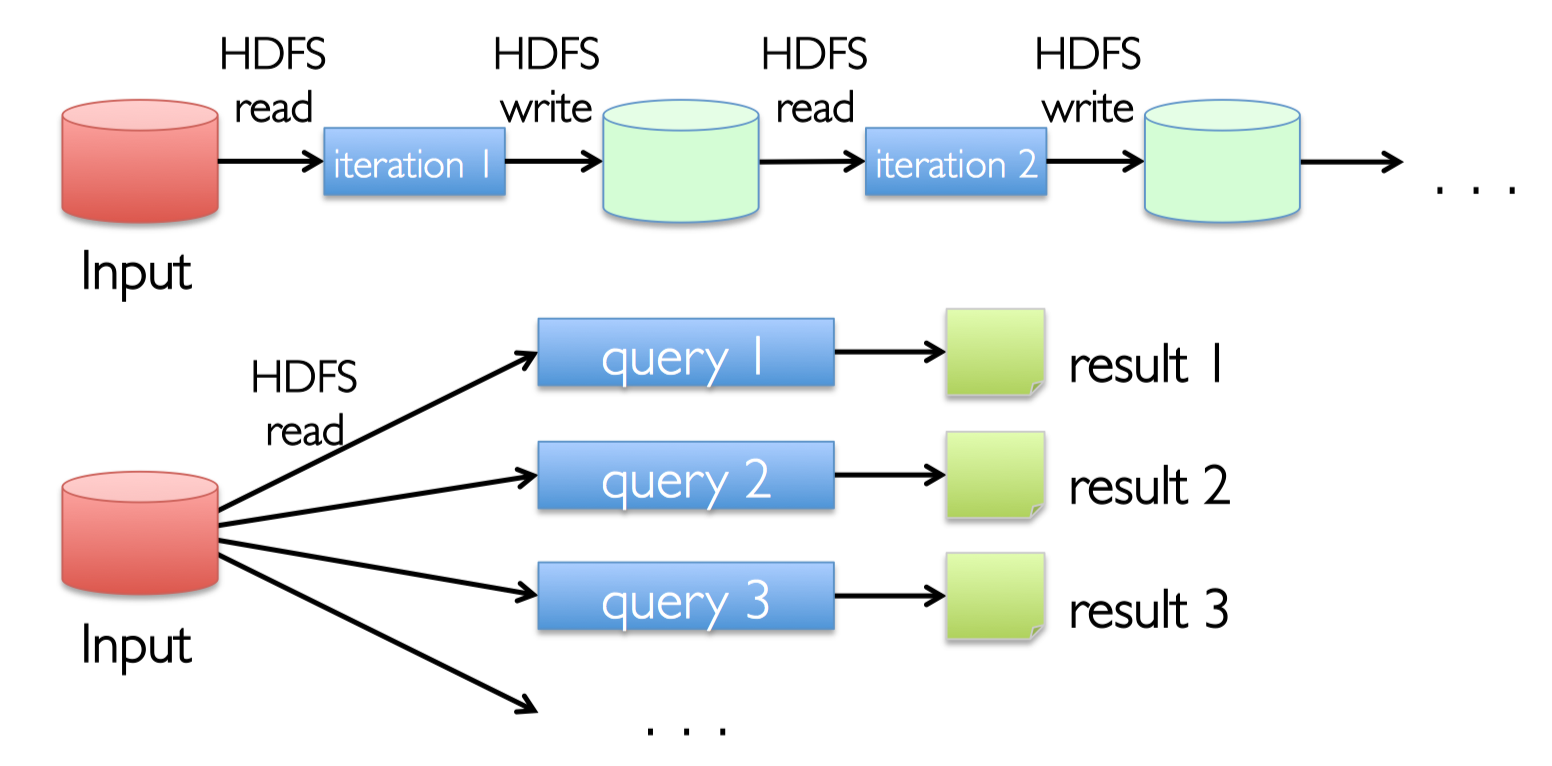 HDFS
read
HDFS
write
HDFS
read
HDFS
write
iteration 1
iteration 2
. . .
Input
HDFS
read
query 1
result 1
query 2
result 2
query 3
result 3
Input
. . .